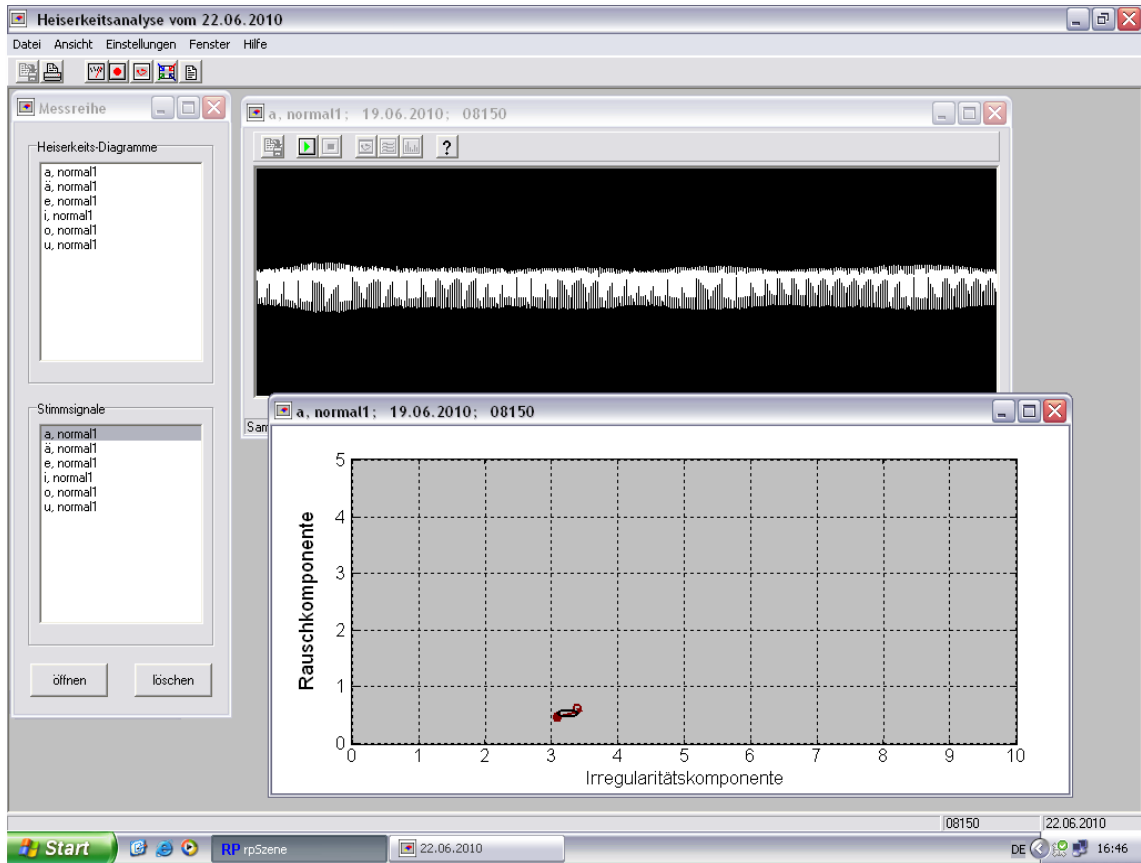 Heiserkeitsanalyse vom 22.06.2010
Datei Ansicht Einstellungen Fenster Hilfe
Messreihe
Heiserkeits-Diagramme
a, normal1
ä, normal1
e, normal1
i, normal1
o, normal1
u, normal1
Stimmsignale
a, normal1
ä, normal1
e, normal1
i, normal1
o, normal1
u, normal1
öffnen löschen
a, normal1; 19.06.2010; 08150
?
Sam
a, normal1; 19.06.2010; 08150
Rauschkomponente
5
4
3
2
1
0
0 1 2 3 4 5 6 7 8 9 10
Irregularitätskomponente
08150 22.06.2010
Start RP rpSzene 22.06.2010 DE 16:46